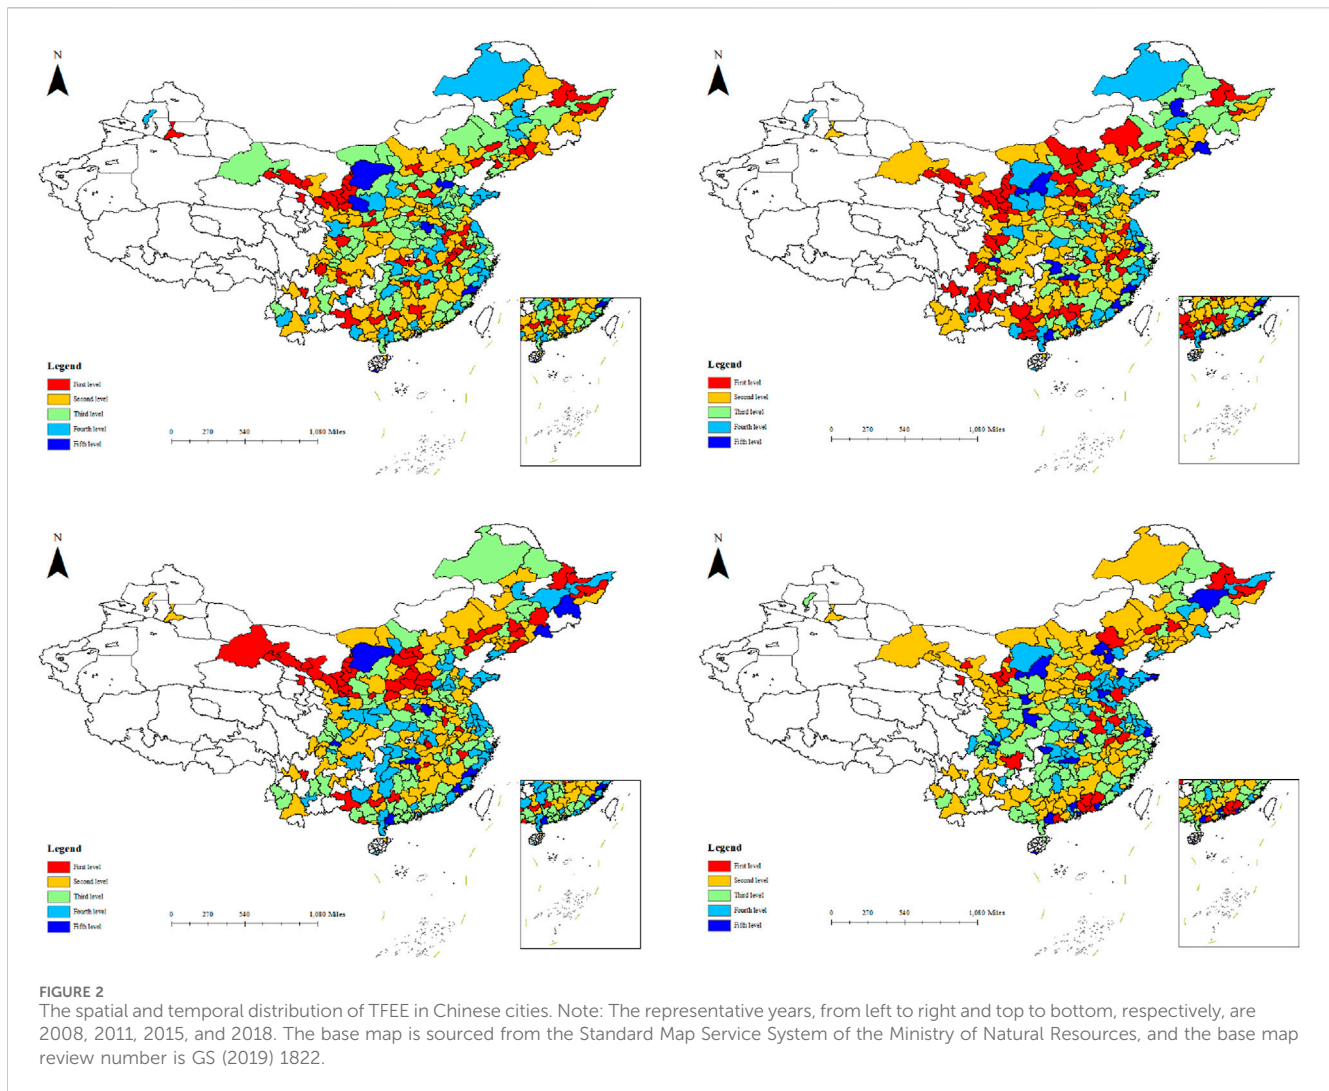 N
N
Legend
First level
Second level
Third level
Fourth level
Fifth level
0 270 540 1,080 Miles
Legend
First level
Second level
Third level
Fourth level
Fifth level
0 270 540 1,080 Miles
N
N
Legend
First level
Second level
Third level
Fourth level
Fifth level
0 270 540 1,080 Miles
Legend
First level
Second level
Third level
Fourth level
Fifth level
0 270 540 1,080 Miles
FIGURE 2
The spatial and temporal distribution of TFEE in Chinese cities. Note: The representative years, from left to right and top to bottom, respectively, are
2008, 2011, 2015, and 2018. The base map is sourced from the Standard Map Service System of the Ministry of Natural Resources, and the base map
review number is GS (2019) 1822.